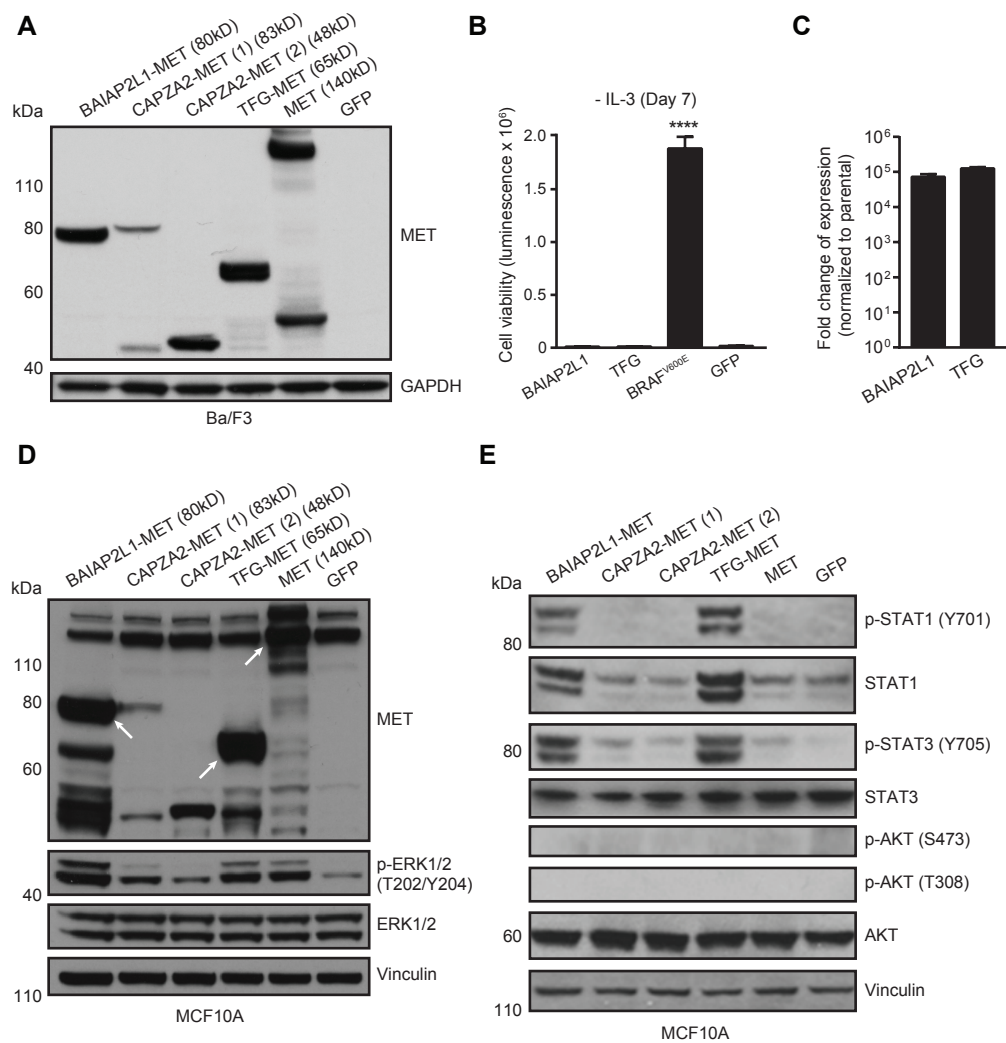 A
BAIAP2L1-MET (80kD)
CAPZA2-MET (1) (83kD)
CAPZA2-MET (2) (48kD)
TFG-MET (65kD)
MET (140kD)
GFP
kDa
110
80
60
40
MET
GAPDH
Ba/F3
B
- IL-3 (Day 7)
****
Cell viability (luminescence x 10⁶)
2.0
1.5
1.0
0.5
0
BAIAP2L1
TFG
BRAFⱽ⁶⁰⁰ᴱ
GFP
C
Fold change of expression
(normalized to parental)
10⁶
10⁵
10⁴
10³
10²
10¹
10⁰
BAIAP2L1
TFG
D
BAIAP2L1-MET (80kD)
CAPZA2-MET (1) (83kD)
CAPZA2-MET (2) (48kD)
TFG-MET (65kD)
MET (140kD)
GFP
kDa
110
80
60
40
110
MET
p-ERK1/2
(T202/Y204)
ERK1/2
Vinculin
MCF10A
E
BAIAP2L1-MET
CAPZA2-MET (1)
CAPZA2-MET (2)
TFG-MET
MET
GFP
kDa
80
80
60
110
p-STAT1 (Y701)
STAT1
p-STAT3 (Y705)
STAT3
p-AKT (S473)
p-AKT (T308)
AKT
Vinculin
MCF10A